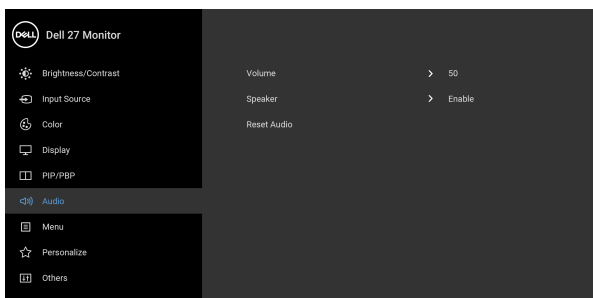 DELL Dell 27 Monitor
Brightness/Contrast
Volume 50
Input Source
Speaker Enable
Color
Reset Audio
Display
PIP/PBP
Audio
Menu
Personalize
Others